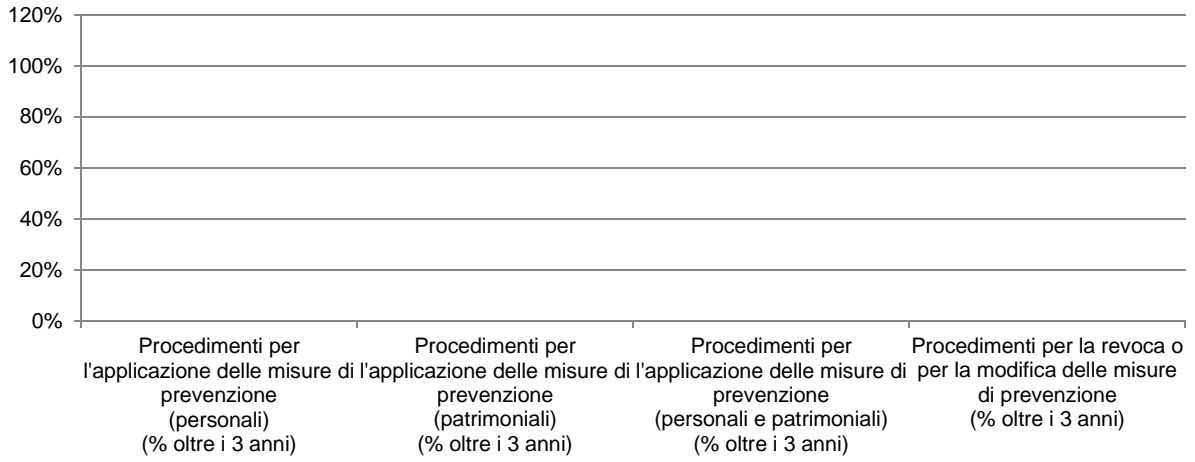 120%
100%
80%
60%
40%
20%
0%
Procedimenti per
l'applicazione delle misure di
prevenzione
(personali)
(% oltre i 3 anni)
Procedimenti per
l'applicazione delle misure di
prevenzione
(patrimoniali)
(% oltre i 3 anni)
Procedimenti per
l'applicazione delle misure di
prevenzione
(personali e patrimoniali)
(% oltre i 3 anni)
Procedimenti per la revoca o
per la modifica delle misure
di prevenzione
(% oltre i 3 anni)